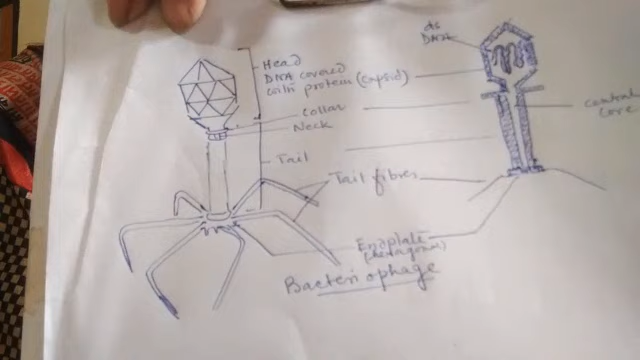 Head
DNA covered
with protein (capsid)
Collar
Neck
Tail
Tail fibres
Endplate
(hexagonal)
Bacteriophage
ds
DNA
central
core